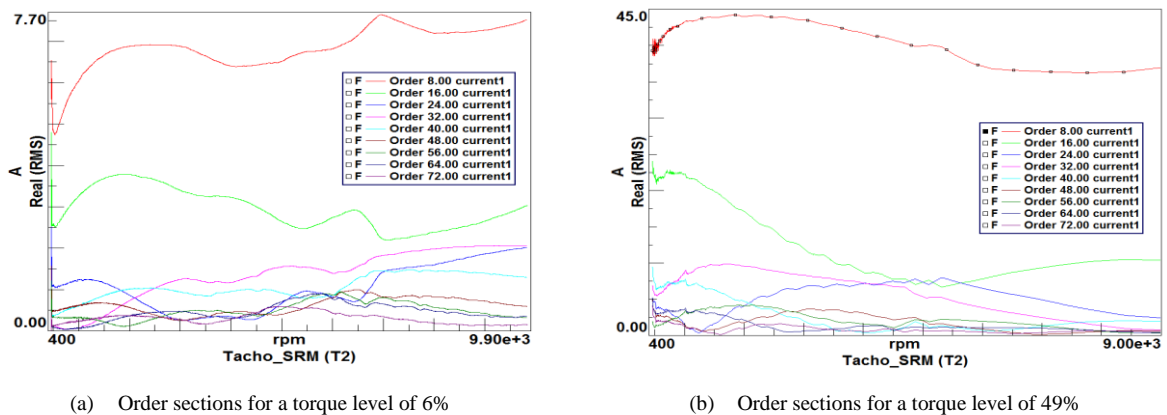 7.70
A
Real (RMS)
0.00
F Order 8.00 current1
F Order 16.00 current1
F Order 24.00 current1
F Order 32.00 current1
F Order 40.00 current1
F Order 48.00 current1
F Order 56.00 current1
F Order 64.00 current1
F Order 72.00 current1
400
rpm
9.90e+3
Tacho_SRM (T2)
(a) Order sections for a torque level of 6%
45.0
A
Real (RMS)
0.00
F Order 8.00 current1
F Order 16.00 current1
F Order 24.00 current1
F Order 32.00 current1
F Order 40.00 current1
F Order 48.00 current1
F Order 56.00 current1
F Order 64.00 current1
F Order 72.00 current1
400
rpm
9.00e+3
Tacho_SRM (T2)
(b) Order sections for a torque level of 49%